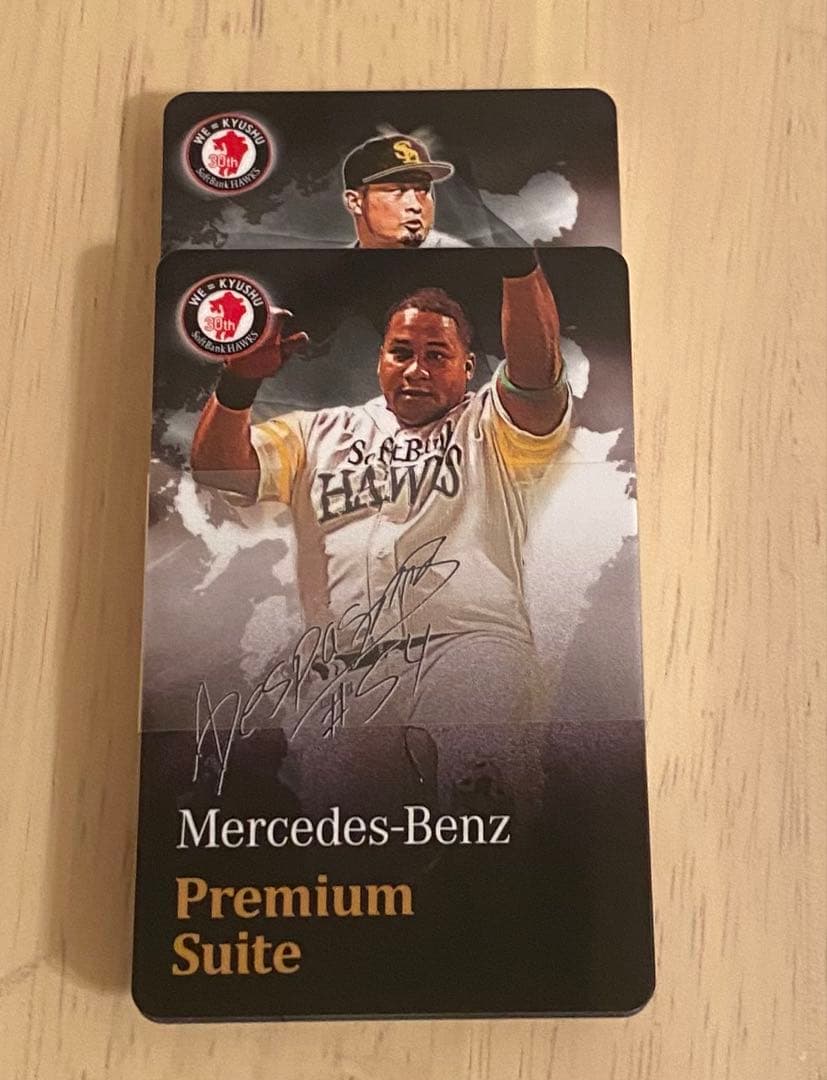 WE = KYUSHU
30th
SoftBank HAWKS
WE = KYUSHU
30th
SoftBank HAWKS
SoftBank
HAWKS
Despaigne
#54
Mercedes-Benz
Premium
Suite